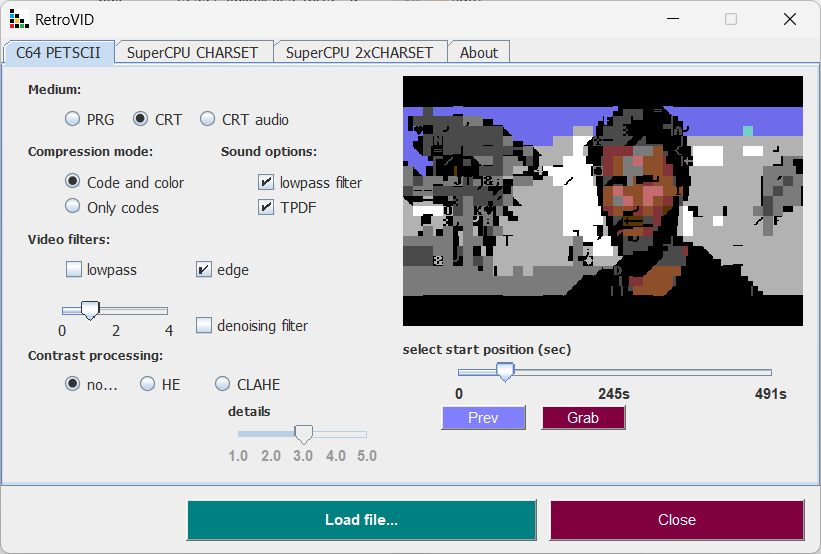 RetroVID
C64 PETSCII SuperCPU CHARSET SuperCPU 2xCHARSET About
Medium:
PRG CRT CRT audio
Compression mode: Sound options:
Code and color lowpass filter
Only codes TPDF
Video filters:
lowpass edge
0 2 4 denoising filter
Contrast processing:
no... HE CLAHE
details
1.0 2.0 3.0 4.0 5.0
select start position (sec)
0 245s 491s
Prev Grab
Load file... Close